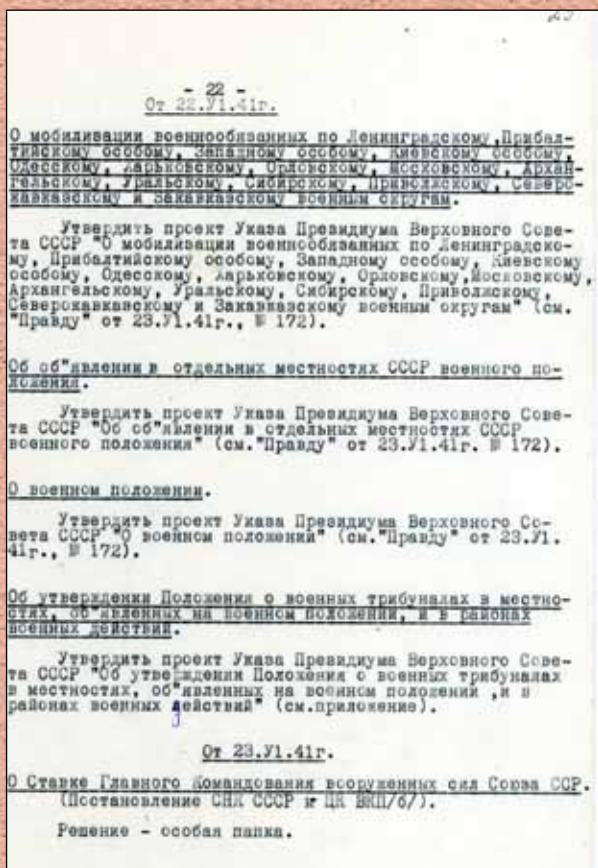 - 22 -
От 22.У1.41г.
О мобилизации военнообязанных по Ленинградскому,Прибал-
тийскому особому, Западному особому, Киевскому особому,
Одесскому, Харьковскому, Орловскому, Московскому, Архан-
гельскому, Уральскому, Сибирскому, Приволжскому, Северо-
кавказскому и Закавказскому военным округам.
Утвердить проект Указа Президиума Верховного Сове-
та СССР "О мобилизации военнообязанных по Ленинградско-
му, Прибалтийскому особому, Западному особому, Киевскому
особому, Одесскому, Харьковскому, Орловскому,Московскому,
Архангельскому, Уральскому, Сибирскому, Приволжскому,
Северокавказскому и Закавказскому военным округам" (см.
"Правду" от 23.У1.41г., № 172).
Об об"явлении в отдельных местностях СССР военного по-
ложения.
Утвердить проект Указа Президиума Верховного Сове-
та СССР "Об об"явлении в отдельных местностях СССР
военного положения" (см."Правду" от 23.У1.41г. № 172).
О военном положении.
Утвердить проект Указа Президиума Верховного Со-
вета СССР "О военном положении" (см."Правду" от 23.У1.
41г., № 172).
Об утверждении Положения о военных трибуналах в местно-
стях, об"явленных на военном положении, и в районах
военных действий.
Утвердить проект Указа Президиума Верховного Сове-
та СССР "Об утверждении Положения о военных трибуналах
в местностях, об"явленных на военном положении ,и в
районах военных действий" (см.приложение).
От 23.У1.41г.
О Ставке Главного Командования вооруженных сил Союза ССР.
(Постановление СНК СССР и ЦК ВКП/б/).
Решение - особая папка.